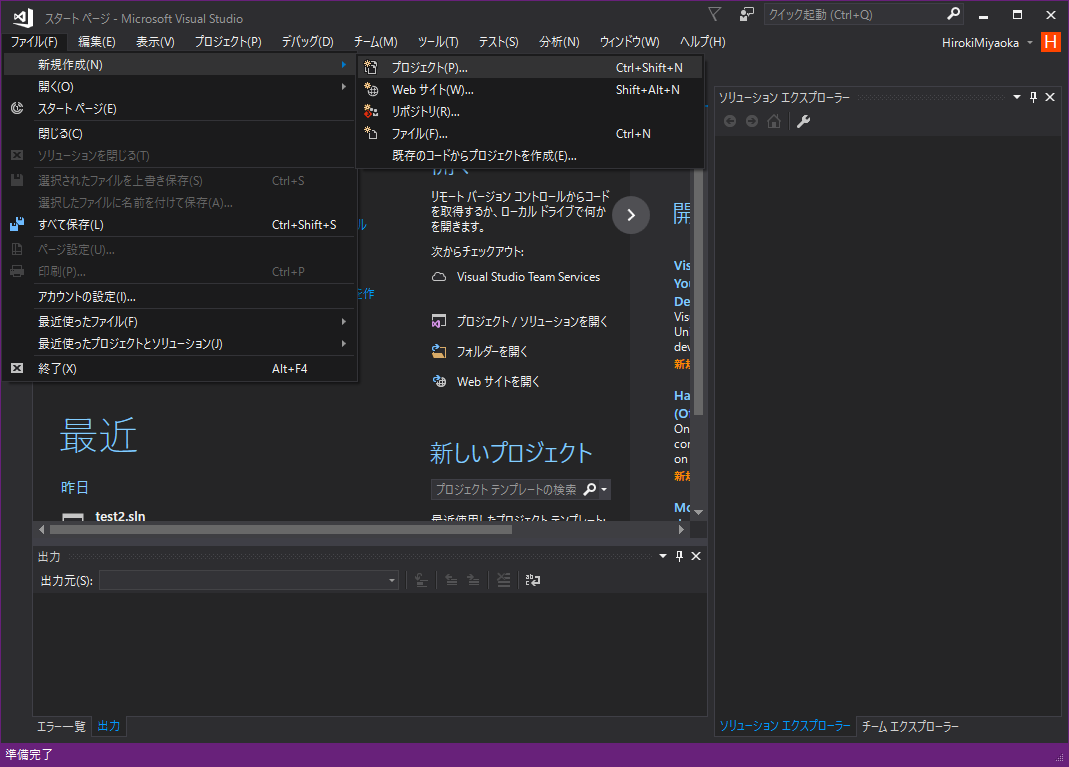 スタート ページ - Microsoft Visual Studio
クイック起動 (Ctrl+Q)
ファイル(F) 編集(E) 表示(V) プロジェクト(P) デバッグ(D) チーム(M) ツール(T) テスト(S) 分析(N) ウィンドウ(W) ヘルプ(H)
HirokiMiyaoka H
新規作成(N)
開く(O)
スタート ページ(E)
閉じる(C)
ソリューションを閉じる(T)
選択されたファイルを上書き保存(S) Ctrl+S
選択したファイルに名前を付けて保存(A)...
すべて保存(L) Ctrl+Shift+S
ページ設定(U)...
印刷(P)... Ctrl+P
アカウントの設定(I)...
最近使ったファイル(F)
最近使ったプロジェクトとソリューション(J)
終了(X) Alt+F4
プロジェクト(P)... Ctrl+Shift+N
Web サイト(W)... Shift+Alt+N
リポジトリ(R)...
ファイル(F)... Ctrl+N
既存のコードからプロジェクトを作成(E)...
ル
を作
最近
昨日
test2.sln
開く
リモート バージョン コントロールからコード
を取得するか、ローカル ドライブで何か
を開きます。
次からチェックアウト:
Visual Studio Team Services
プロジェクト / ソリューションを開く
フォルダーを開く
Web サイトを開く
新しいプロジェクト
プロジェクト テンプレートの検索
最近使用したプロジェクト テンプレート:
開
Vis
You
De
Vis
Un
dev
新規
Ha
(O
On
cor
on
新規
Mo
出力
出力元(S):
エラー一覧 出力
ソリューション エクスプローラー
ソリューション エクスプローラー チーム エクスプローラー
準備完了